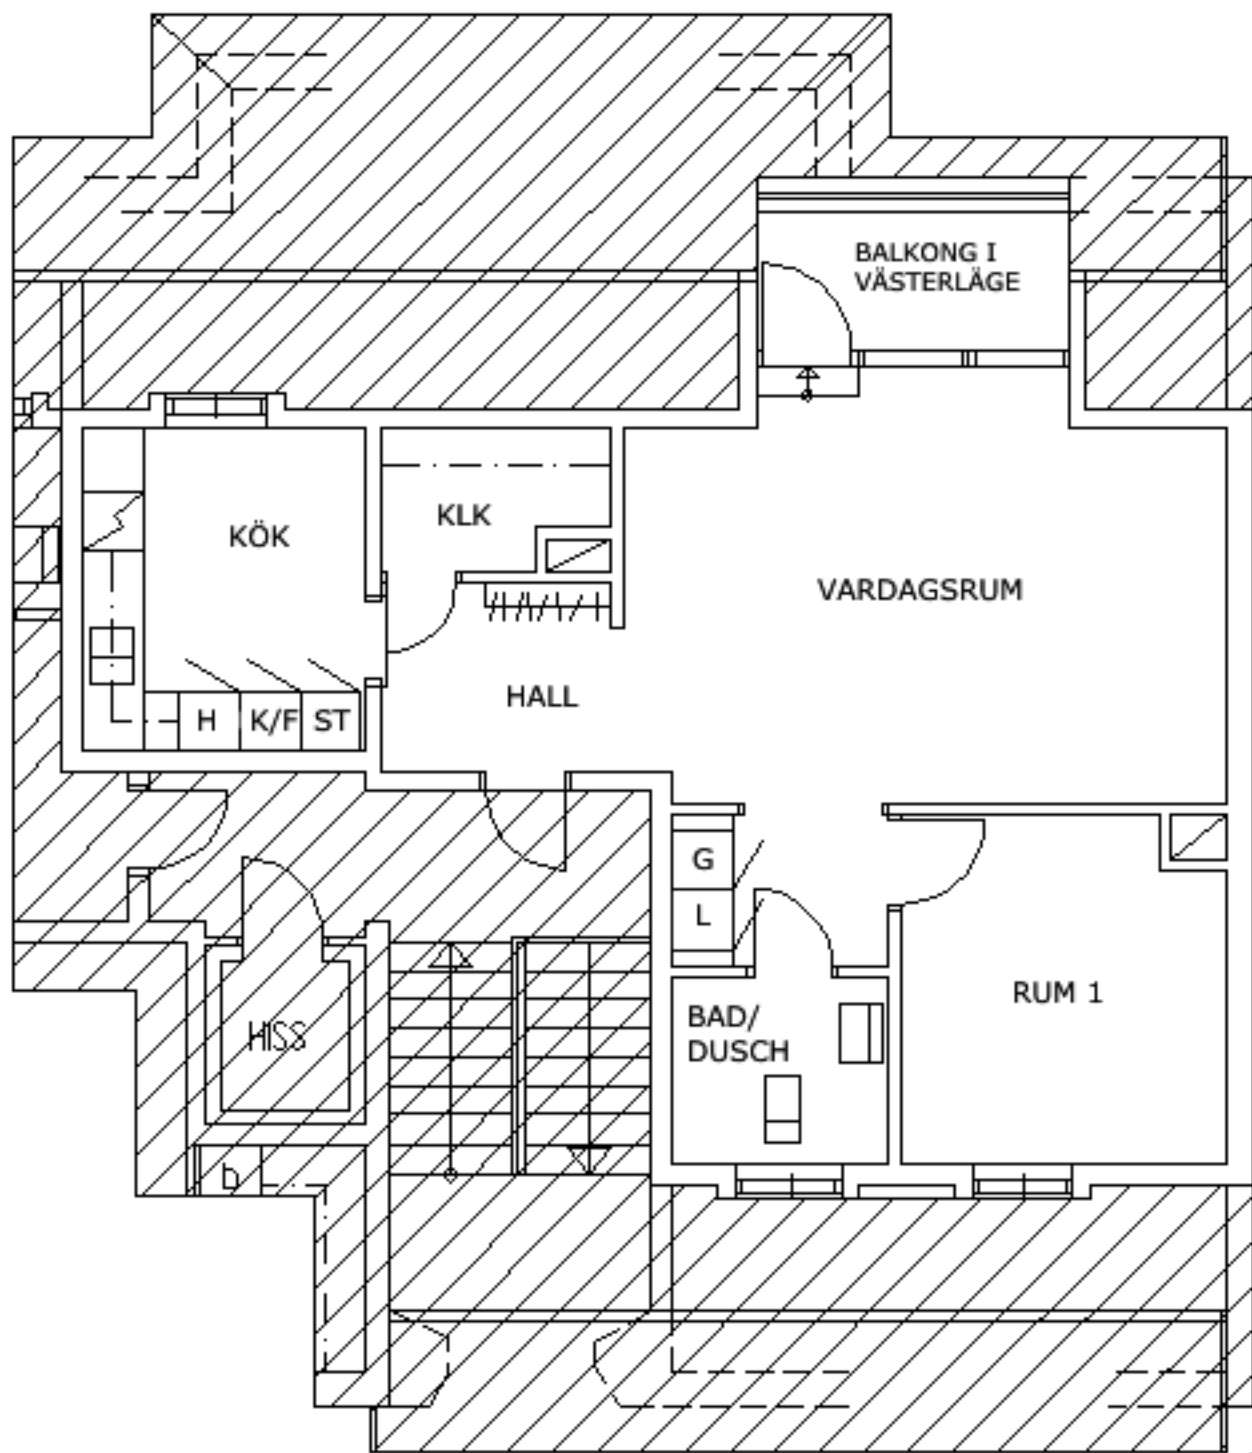 BALKONG I
VÄSTERLÄGE
KÖK
KLK
VARDAGSRUM
HALL
H
K/F
ST
G
L
RUM 1
BAD/
DUSCH
HISS
D